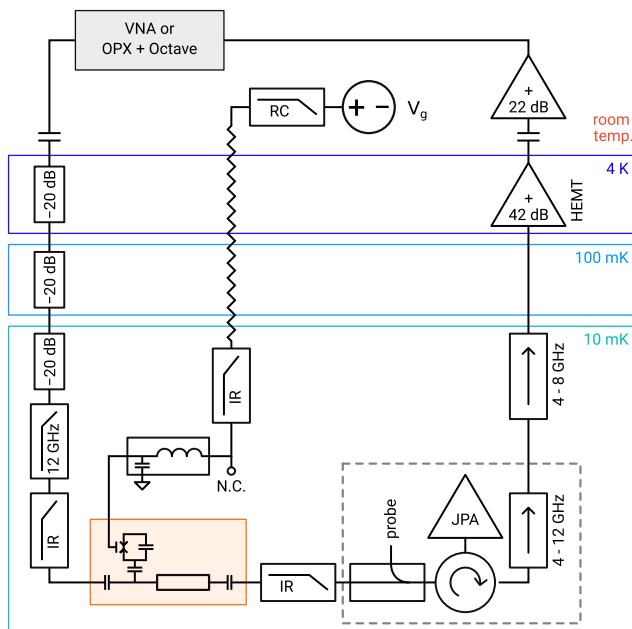 VNA or
OPX + Octave
RC
+ −
Vg
+
22 dB
room
temp.
−20 dB
+
42 dB
HEMT
4 K
−20 dB
100 mK
−20 dB
10 mK
12 GHz
IR
4 - 8 GHz
N.C.
IR
probe
JPA
4 - 12 GHz
IR